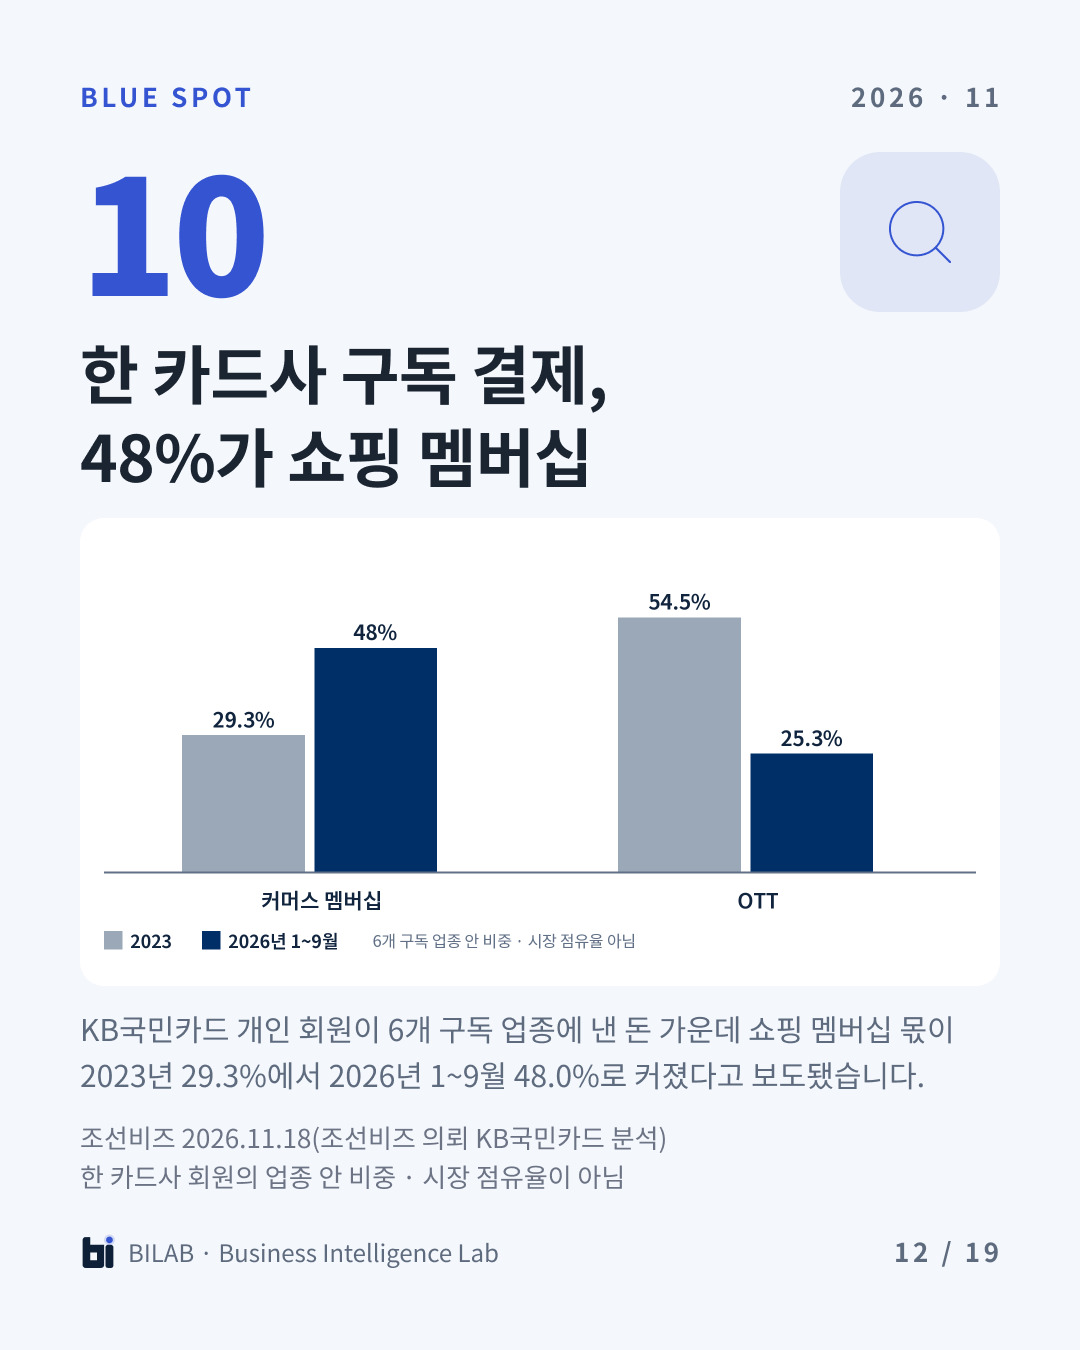 BLUE SPOT
2026 · 11
10
한 카드사 구독 결제,
48%가 쇼핑 멤버십
29.3%
48%
54.5%
25.3%
커머스 멤버십
OTT
2023
2026년 1~9월
6개 구독 업종 안 비중 · 시장 점유율 아님
KB국민카드 개인 회원이 6개 구독 업종에 낸 돈 가운데 쇼핑 멤버십 몫이
2023년 29.3%에서 2026년 1~9월 48.0%로 커졌다고 보도됐습니다.
조선비즈 2026.11.18(조선비즈 의뢰 KB국민카드 분석)
한 카드사 회원의 업종 안 비중 · 시장 점유율이 아님
bi BILAB · Business Intelligence Lab
12 / 19